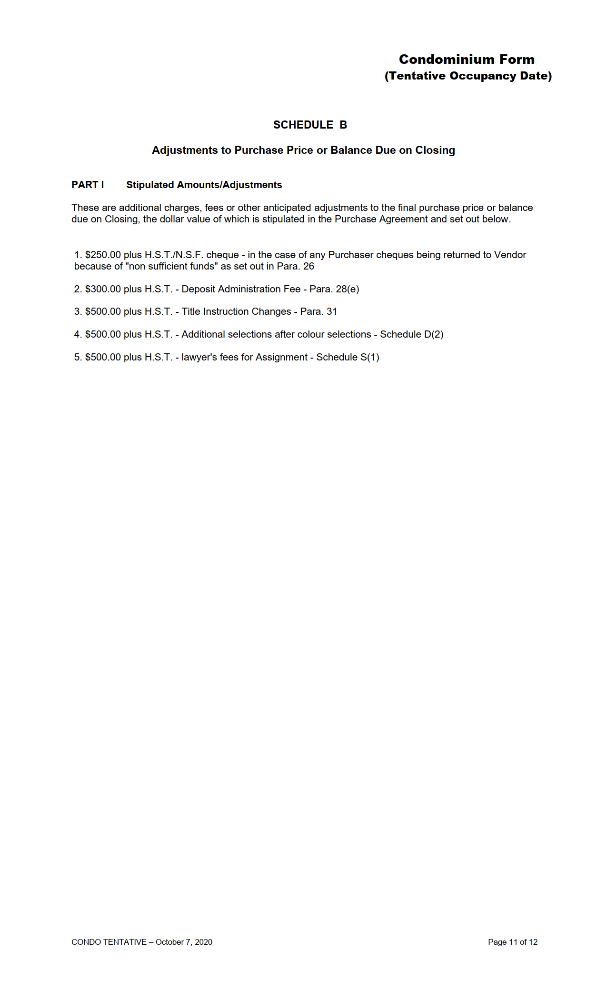 Condominium Form
(Tentative Occupancy Date)
SCHEDULE B
Adjustments to Purchase Price or Balance Due on Closing
PART I Stipulated Amounts/Adjustments
These are additional charges, fees or other anticipated adjustments to the final purchase price or balance
due on Closing, the dollar value of which is stipulated in the Purchase Agreement and set out below.
1. $250.00 plus H.S.T./N.S.F. cheque - in the case of any Purchaser cheques being returned to Vendor
because of "non sufficient funds" as set out in Para. 26
2. $300.00 plus H.S.T. - Deposit Administration Fee - Para. 28(e)
3. $500.00 plus H.S.T. - Title Instruction Changes - Para. 31
4. $500.00 plus H.S.T. - Additional selections after colour selections - Schedule D(2)
5. $500.00 plus H.S.T. - lawyer's fees for Assignment - Schedule S(1)
CONDO TENTATIVE – October 7, 2020 Page 11 of 12